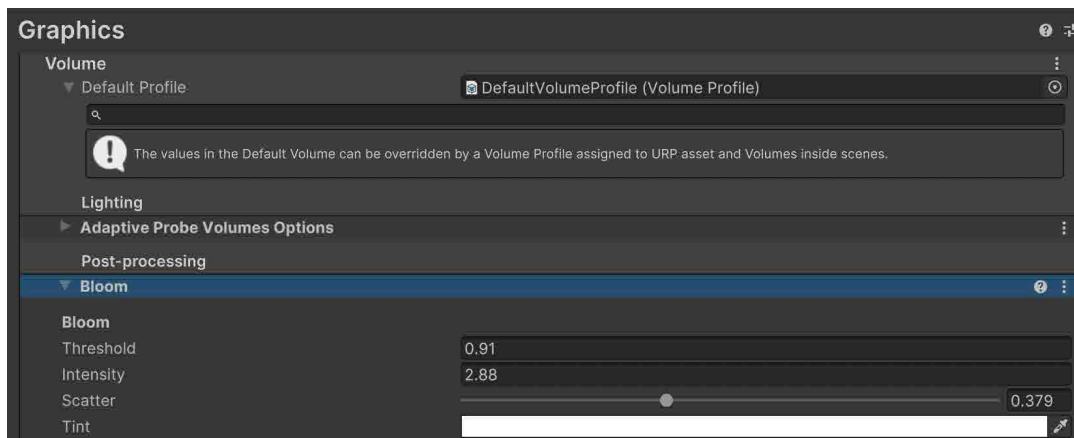 Graphics
Volume
Default Profile DefaultVolumeProfile (Volume Profile)
The values in the Default Volume can be overridden by a Volume Profile assigned to URP asset and Volumes inside scenes.
Lighting
Adaptive Probe Volumes Options
Post-processing
Bloom
Bloom
Threshold 0.91
Intensity 2.88
Scatter 0.379
Tint